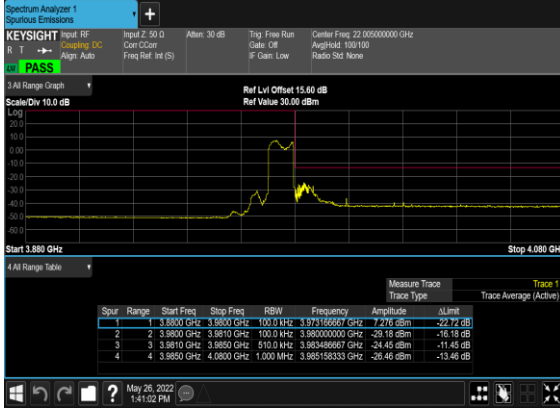 Spectrum Analyzer 1
Spurious Emissions
+
KEYSIGHT Input: RF Input Z: 50 Ω Atten: 30 dB Trig: Free Run Center Freq: 22.005000000 GHz
R T Coupling: DC Corr CCorr Gate: Off Avg|Hold: 100/100
Align: Auto Freq Ref: Int (S) IF Gain: Low Radio Std: None
LXI PASS
3 All Range Graph
Ref Lvl Offset 15.60 dB
Scale/Div 10.0 dB Ref Value 30.00 dBm
Log
20.0
10.0
0.00
-10.0
-20.0
-30.0
-40.0
-50.0
-60.0
Start 3.880 GHz Stop 4.080 GH
4 All Range Table
Measure Trace Trace 1
Trace Type Trace Average (Active)
Spur Range Start Freq Stop Freq RBW Frequency Amplitude ΔLimit
1 1 3.8800 GHz 3.9800 GHz 100.0 kHz 3.973166667 GHz 7.276 dBm -22.72 dB
2 2 3.9800 GHz 3.9810 GHz 100.0 kHz 3.980000000 GHz -29.18 dBm -16.18 dB
3 3 3.9810 GHz 3.9850 GHz 510.0 kHz 3.983486667 GHz -24.45 dBm -11.45 dB
4 4 3.9850 GHz 4.0800 GHz 1.000 MHz 3.985158333 GHz -26.46 dBm -13.46 dB
? May 26, 2022
1:41:02 PM